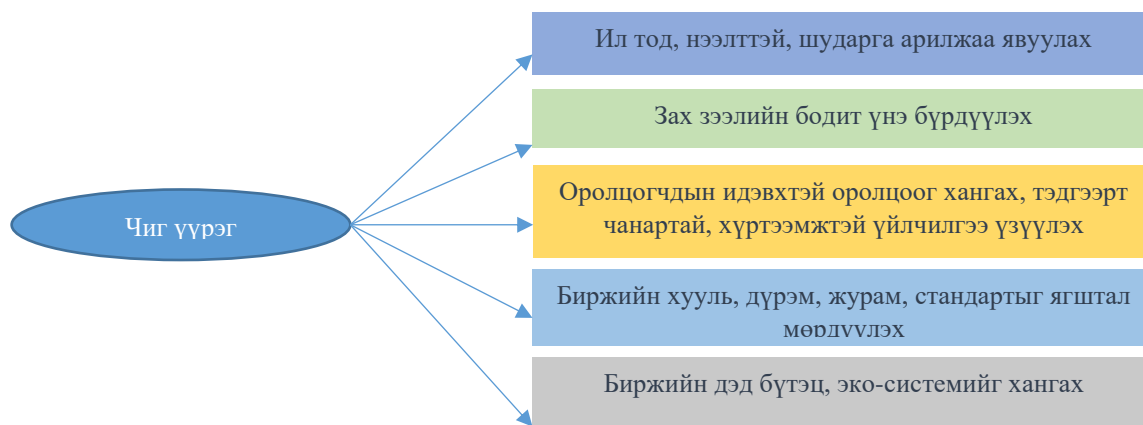 Ил тод, нээлттэй, шударга арилжаа явуулах
Зах зээлийн бодит үнэ бүрдүүлэх
Оролцогчдын идэвхтэй оролцоог хангах, тэдгээрт
чанартай, хүртээмжтэй үйлчилгээ үзүүлэх
Чиг үүрэг
Биржийн хууль, дүрэм, журам, стандартыг ягштал
мөрдүүлэх
Биржийн дэд бүтэц, эко-системийг хангах